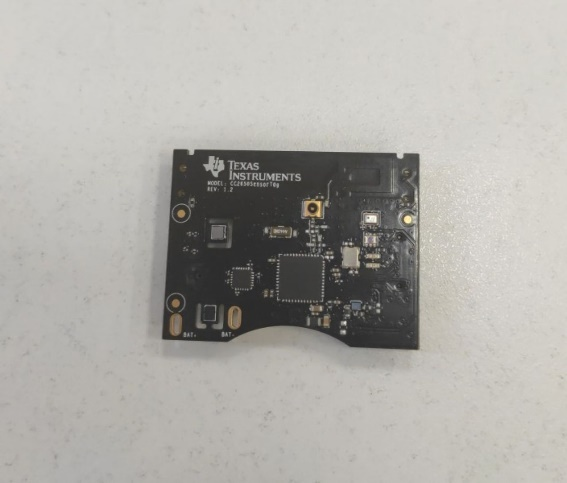 TEXAS
INSTRUMENTS
MODEL: CC2650SensorTag
REV: 1.2
BAT+
BAT-